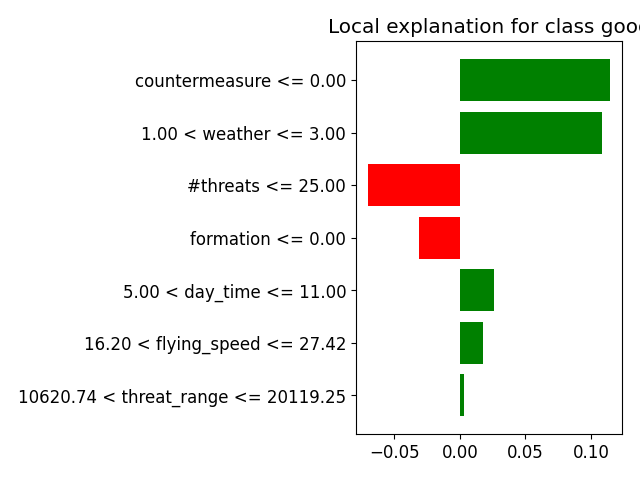 Local explanation for class good
countermeasure <= 0.00
1.00 < weather <= 3.00
#threats <= 25.00
formation <= 0.00
5.00 < day_time <= 11.00
16.20 < flying_speed <= 27.42
10620.74 < threat_range <= 20119.25
−0.05 0.00 0.05 0.10